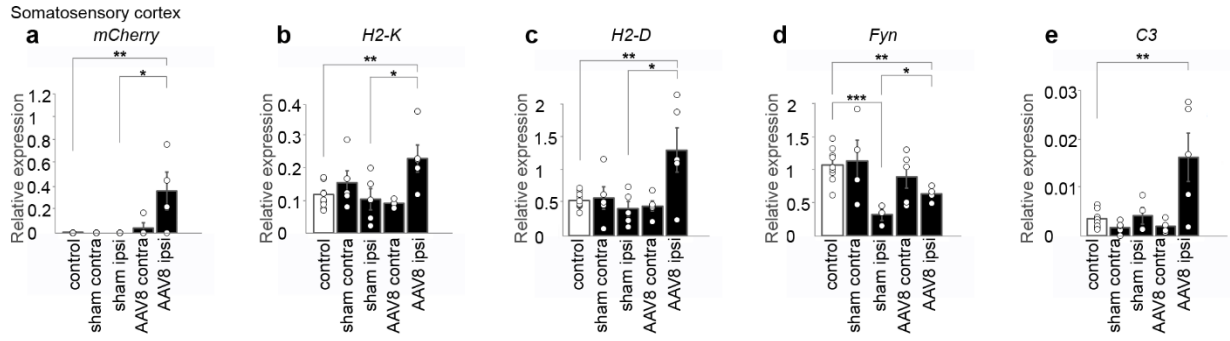 Somatosensory cortex
a mCherry
**
*
Relative expression
1.2
1
0.8
0.6
0.4
0.2
0
control
sham contra
sham ipsi
AAV8 contra
AAV8 ipsi
b H2-K
**
*
Relative expression
0.4
0.3
0.2
0.1
0
control
sham contra
sham ipsi
AAV8 contra
AAV8 ipsi
c H2-D
**
*
Relative expression
2
1.5
1
0.5
0
control
sham contra
sham ipsi
AAV8 contra
AAV8 ipsi
d Fyn
**
*
***
Relative expression
2
1.5
1
0.5
0
control
sham contra
sham ipsi
AAV8 contra
AAV8 ipsi
e C3
**
Relative expression
0.03
0.02
0.01
0
control
sham contra
sham ipsi
AAV8 contra
AAV8 ipsi